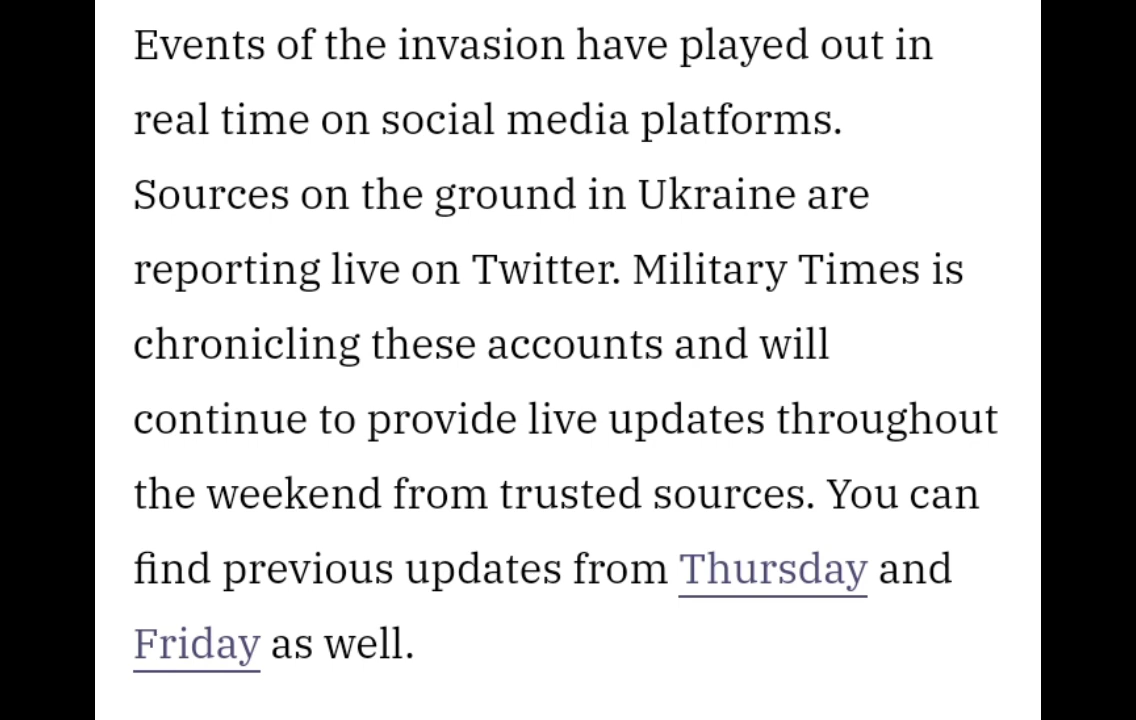 Events of the invasion have played out in
real time on social media platforms.
Sources on the ground in Ukraine are
reporting live on Twitter. Military Times is
chronicling these accounts and will
continue to provide live updates throughout
the weekend from trusted sources. You can
find previous updates from Thursday and
Friday as well.